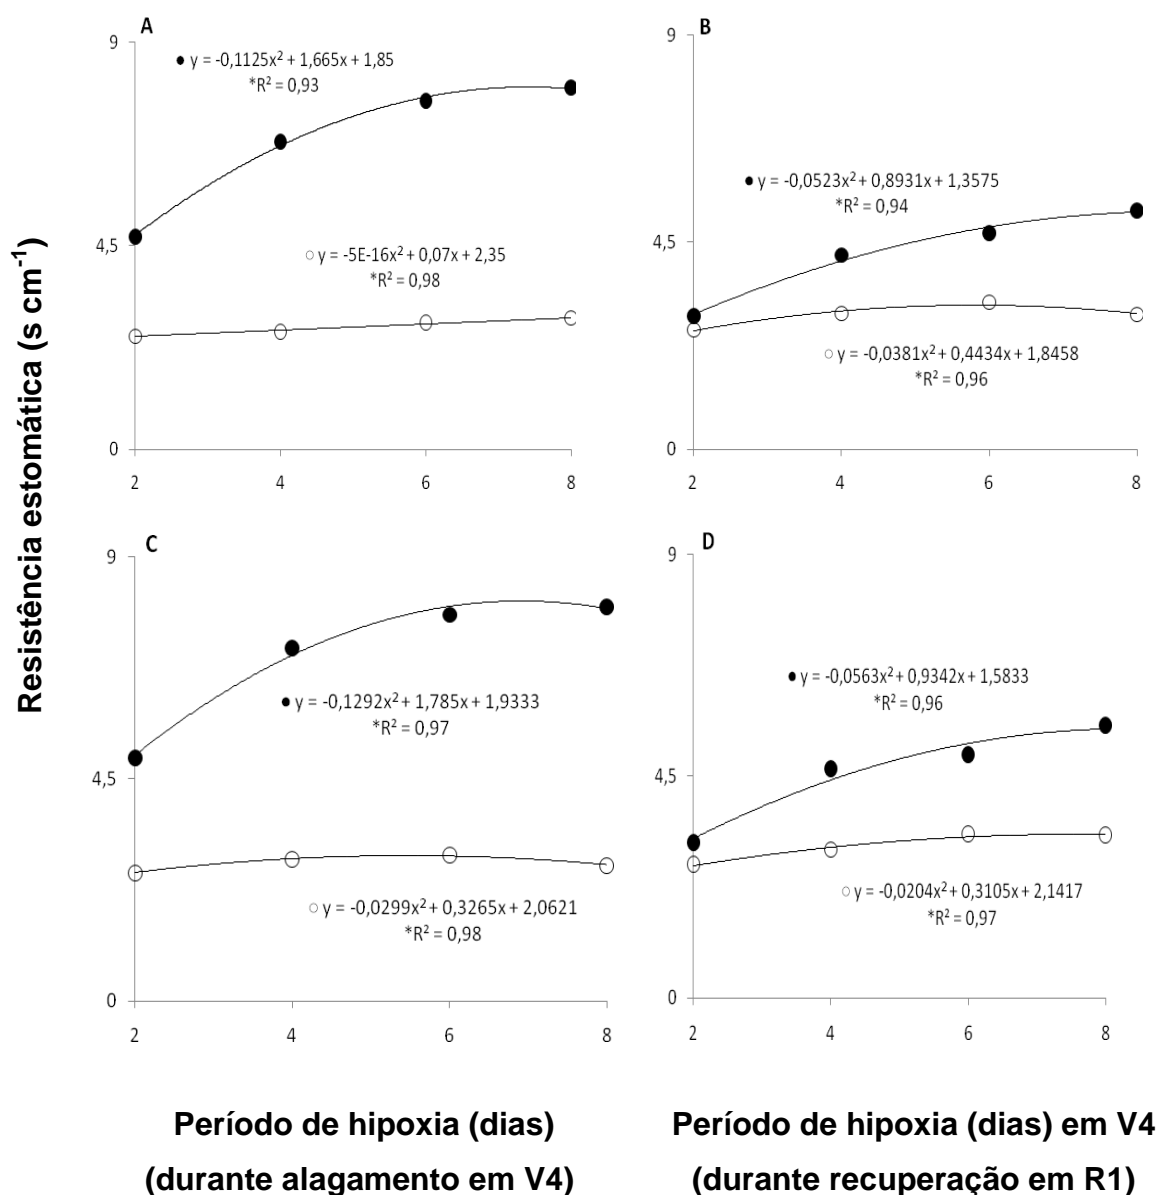 Resistência estomática (s cm⁻¹)
A
9
● y = -0,1125x² + 1,665x + 1,85
*R² = 0,93
4,5
○ y = -5E-16x² + 0,07x + 2,35
*R² = 0,98
0
2 4 6 8
B
9
● y = -0,0523x² + 0,8931x + 1,3575
*R² = 0,94
4,5
○ y = -0,0381x² + 0,4434x + 1,8458
*R² = 0,96
0
2 4 6 8
C
9
● y = -0,1292x² + 1,785x + 1,9333
*R² = 0,97
4,5
○ y = -0,0299x² + 0,3265x + 2,0621
*R² = 0,98
0
2 4 6 8
D
9
● y = -0,0563x² + 0,9342x + 1,5833
*R² = 0,96
4,5
○ y = -0,0204x² + 0,3105x + 2,1417
*R² = 0,97
0
2 4 6 8
Período de hipoxia (dias)
(durante alagamento em V4)
Período de hipoxia (dias) em V4
(durante recuperação em R1)